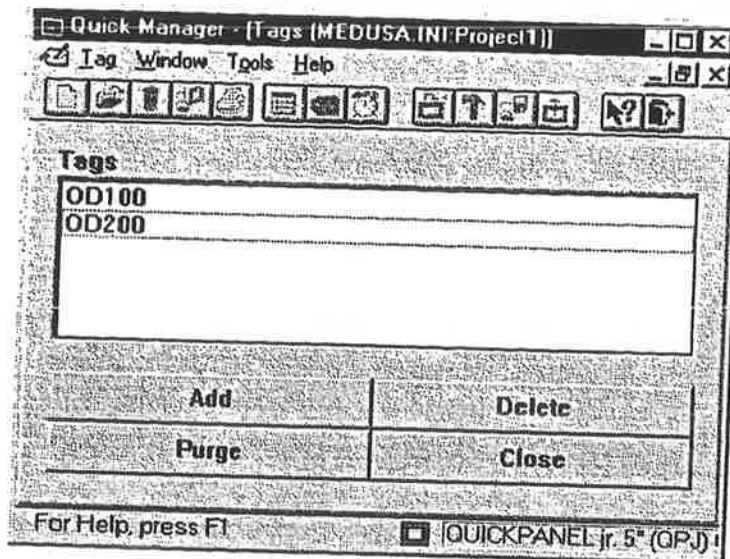 Quick Manager - [Tags (MEDUSA.INI:Project1)]
Tag Window Tools Help
Tags
OD100
OD200
Add
Delete
Purge
Close
For Help, press F1
QUICKPANEL jr. 5" (QPJ)